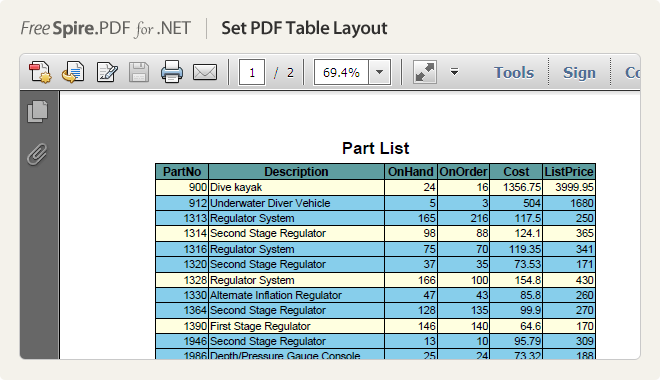 Free Spire.PDF for .NET | Set PDF Table Layout
1 / 2 69.4% Tools Sign
Part List
PartNo Description OnHand OnOrder Cost ListPrice
900 Dive kayak 24 16 1356.75 3999.95
912 Underwater Diver Vehicle 5 3 504 1680
1313 Regulator System 165 216 117.5 250
1314 Second Stage Regulator 98 88 124.1 365
1316 Regulator System 75 70 119.35 341
1320 Second Stage Regulator 37 35 73.53 171
1328 Regulator System 166 100 154.8 430
1330 Alternate Inflation Regulator 47 43 85.8 260
1364 Second Stage Regulator 128 135 99.9 270
1390 First Stage Regulator 146 140 64.6 170
1946 Second Stage Regulator 13 10 95.79 309
1986 Depth/Pressure Gauge Console 25 24 73.32 188